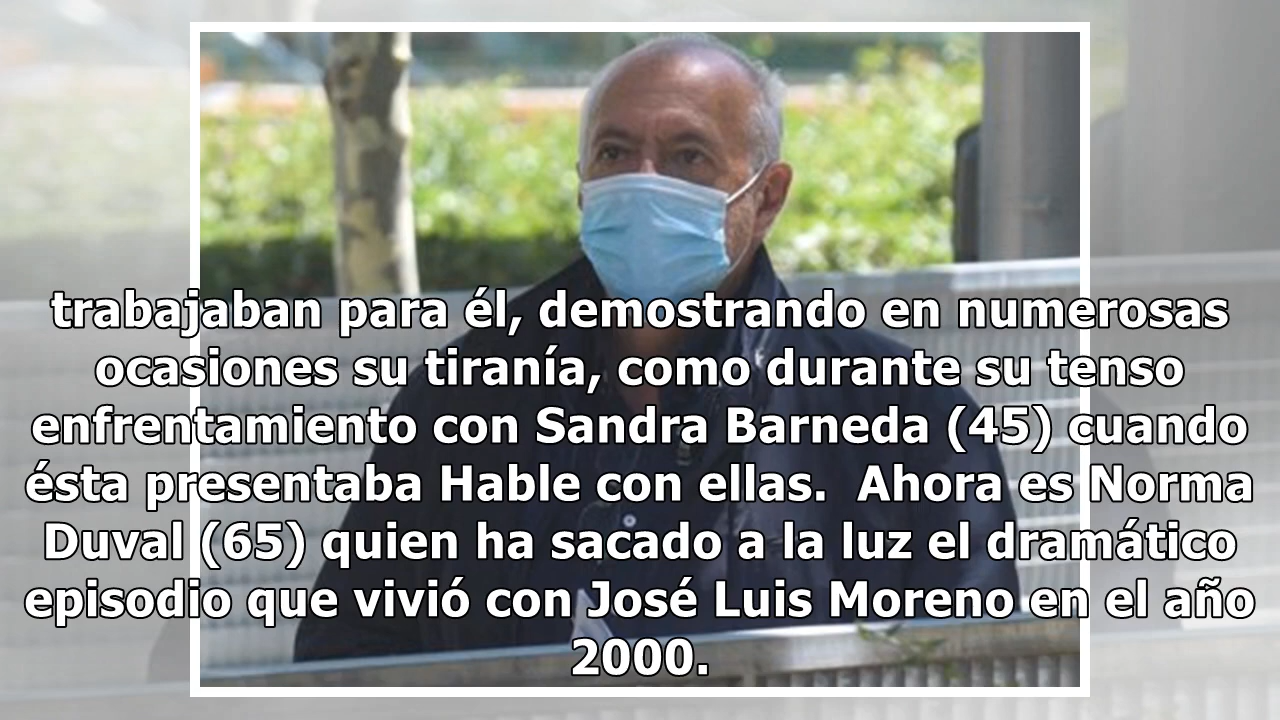 trabajaban para él, demostrando en numerosas
ocasiones su tiranía, como durante su tenso
enfrentamiento con Sandra Barneda (45) cuando
ésta presentaba Hable con ellas.  Ahora es Norma
Duval (65) quien ha sacado a la luz el dramático
episodio que vivió con José Luis Moreno en el año
2000.